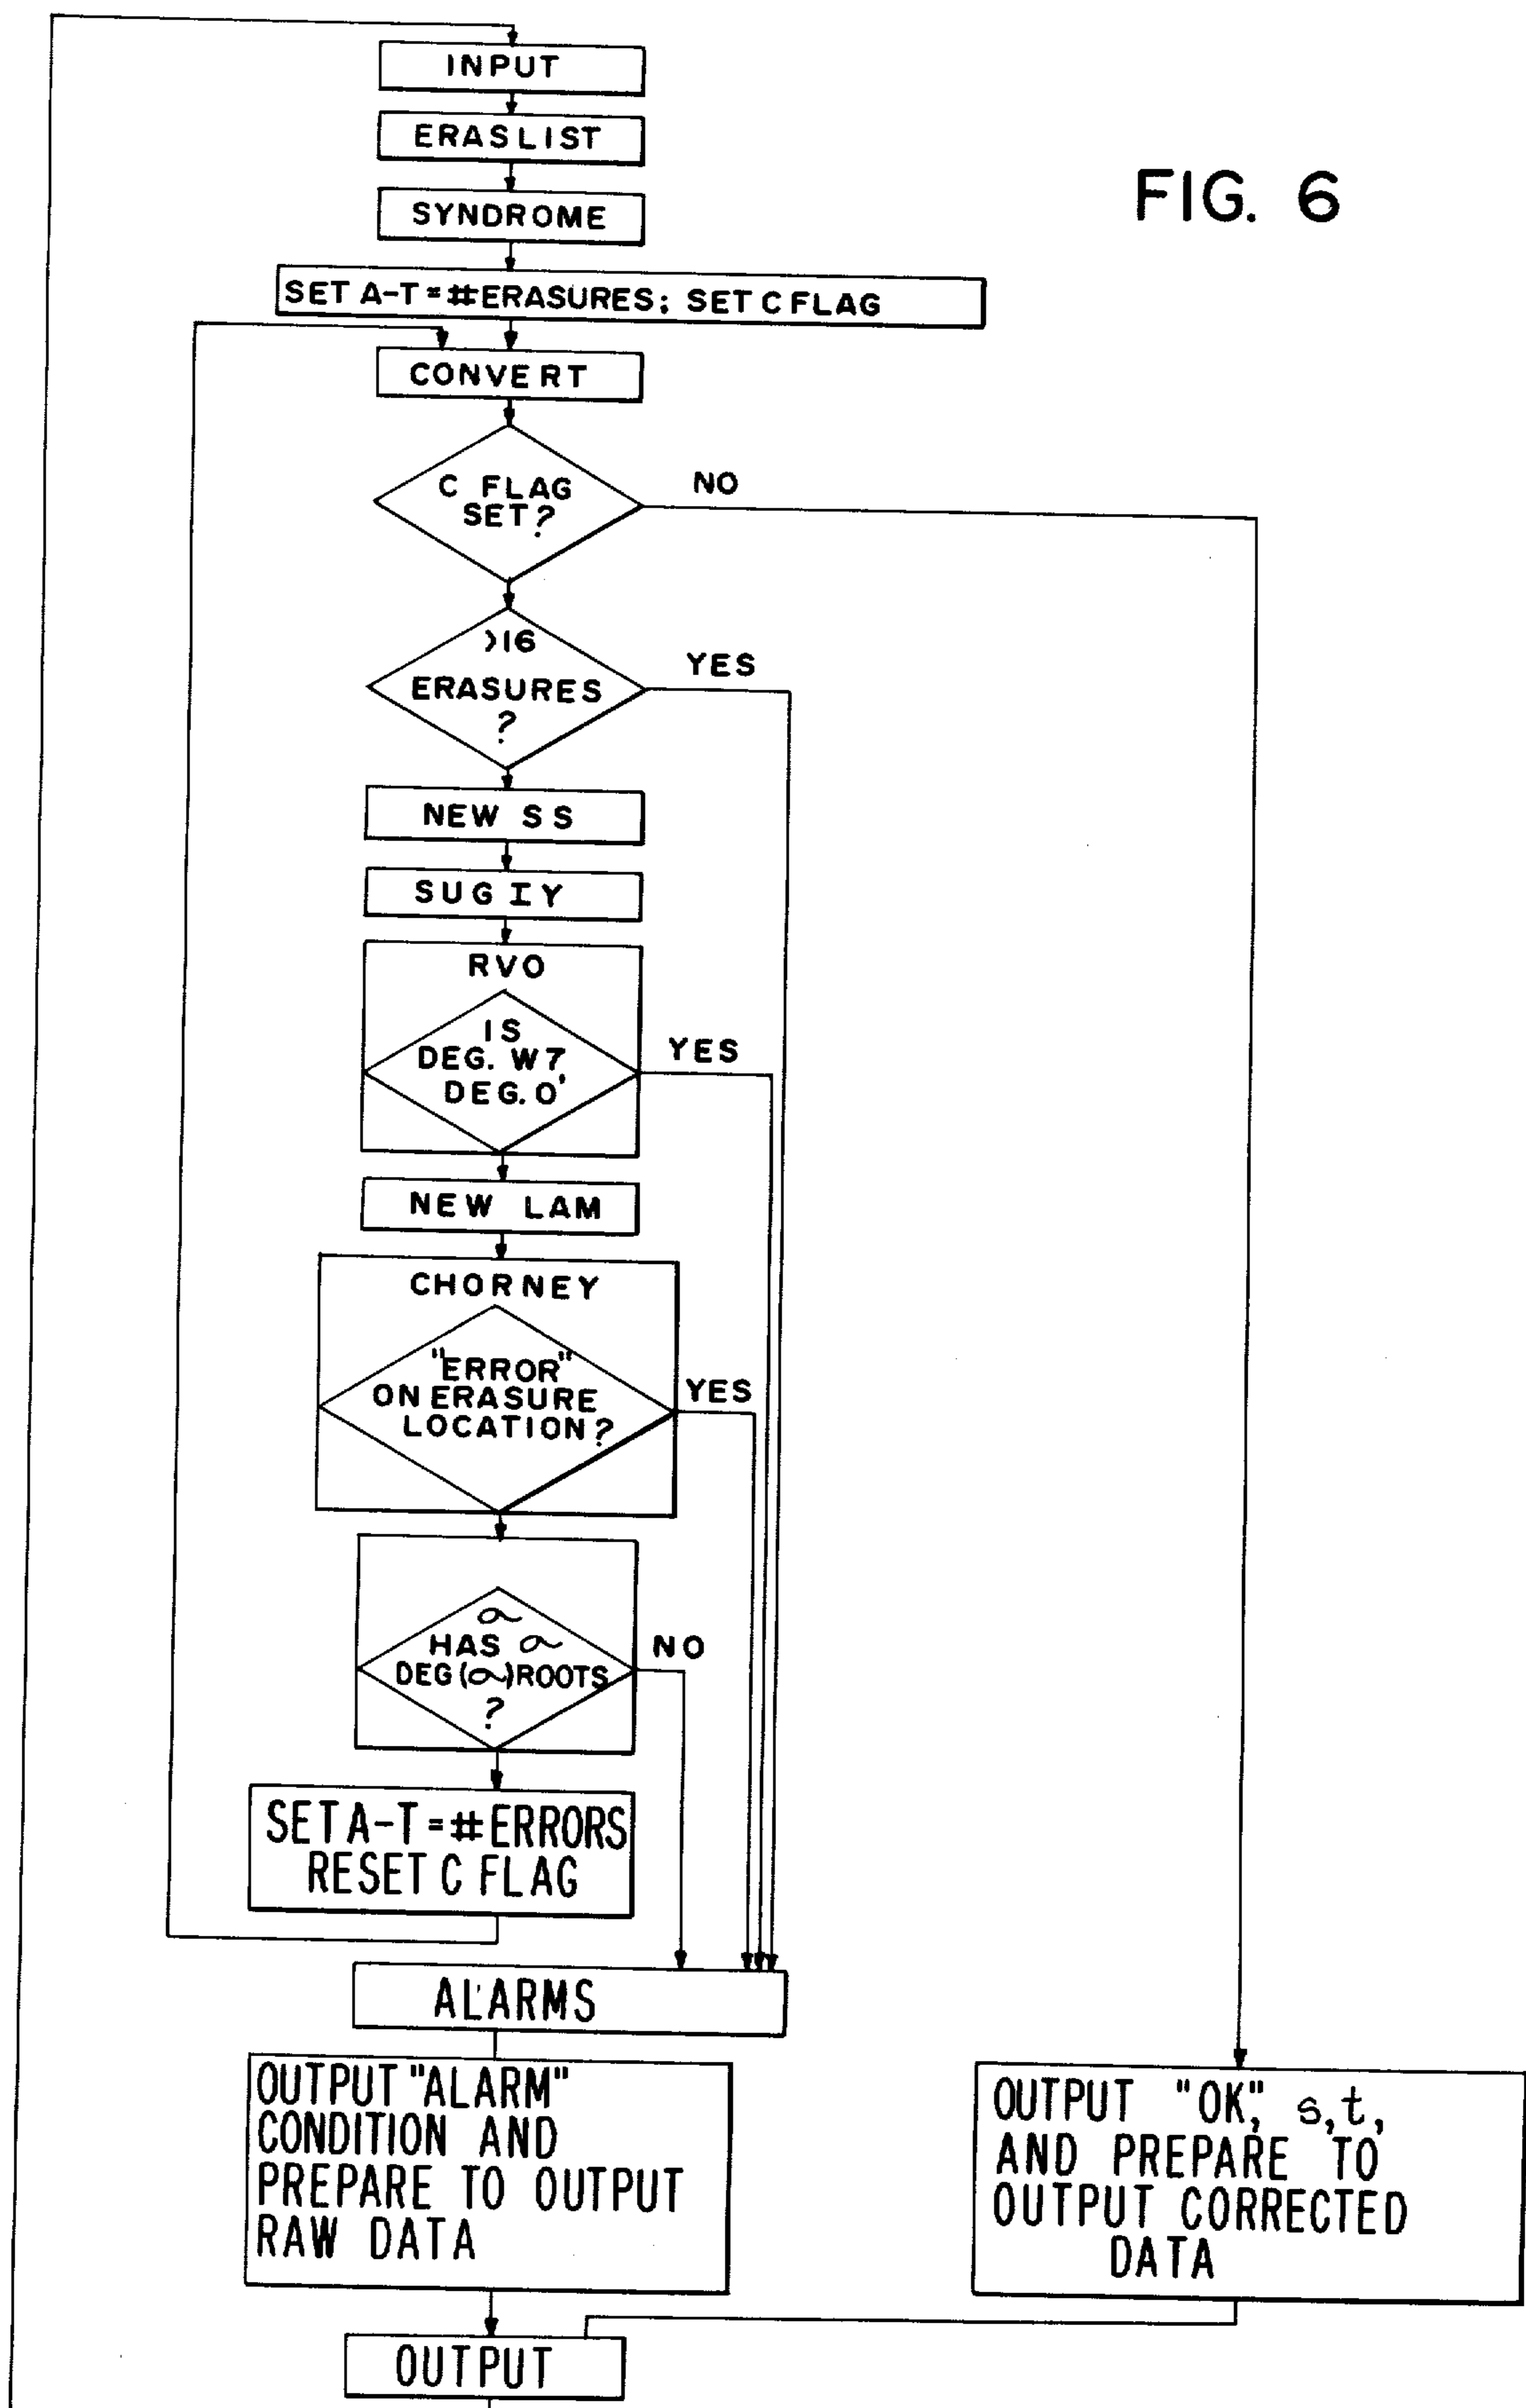 FIG. 6
INPUT
ERASLIST
SYNDROME
SET A-T = #ERASURES; SET C FLAG
CONVERT
C FLAG
SET?
NO
>16
ERASURES
?
YES
NEW SS
SUGIY
RVO
IS
DEG. W7,
DEG. O'
YES
NEW LAM
CHORNEY
"ERROR"
ON ERASURE
LOCATION?
YES
σ
HAS σ
DEG (σ) ROOTS
?
NO
SET A-T = #ERRORS
RESET C FLAG
ALARMS
OUTPUT "ALARM"
CONDITION AND
PREPARE TO OUTPUT
RAW DATA
OUTPUT "OK," s,t,
AND PREPARE TO
OUTPUT CORRECTED
DATA
OUTPUT